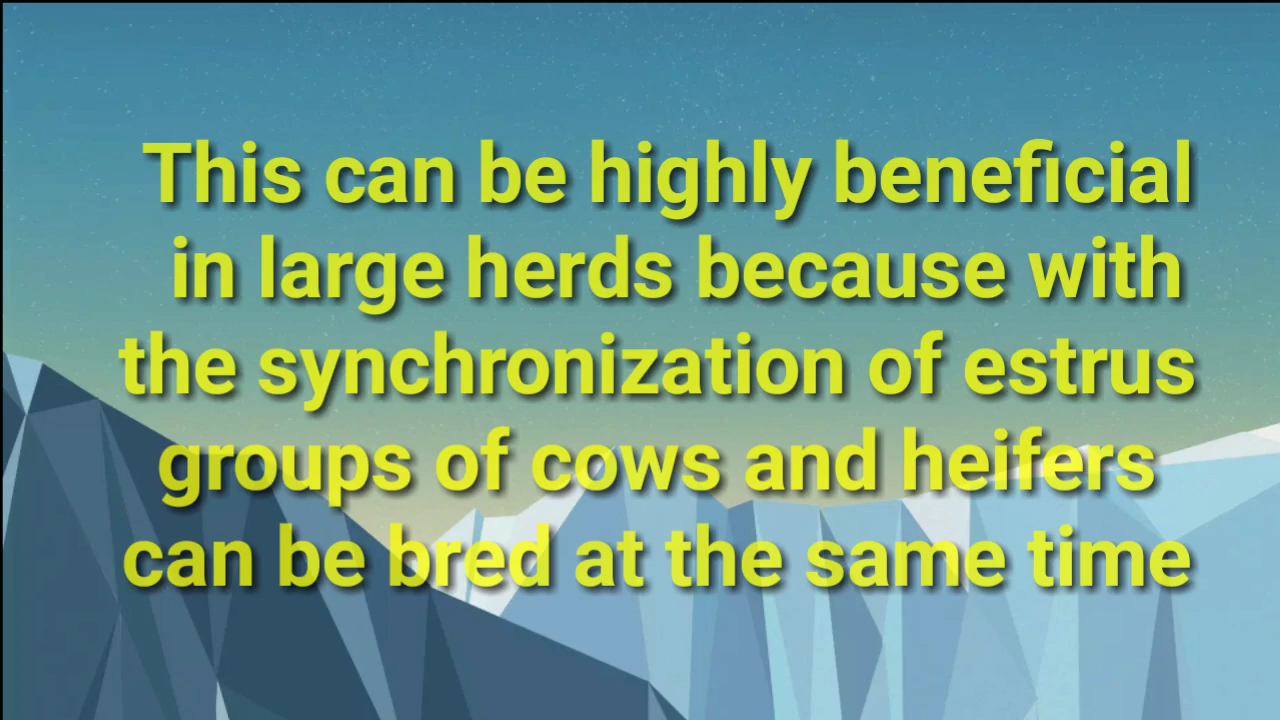 This can be highly beneficial
in large herds because with
the synchronization of estrus
groups of cows and heifers
can be bred at the same time